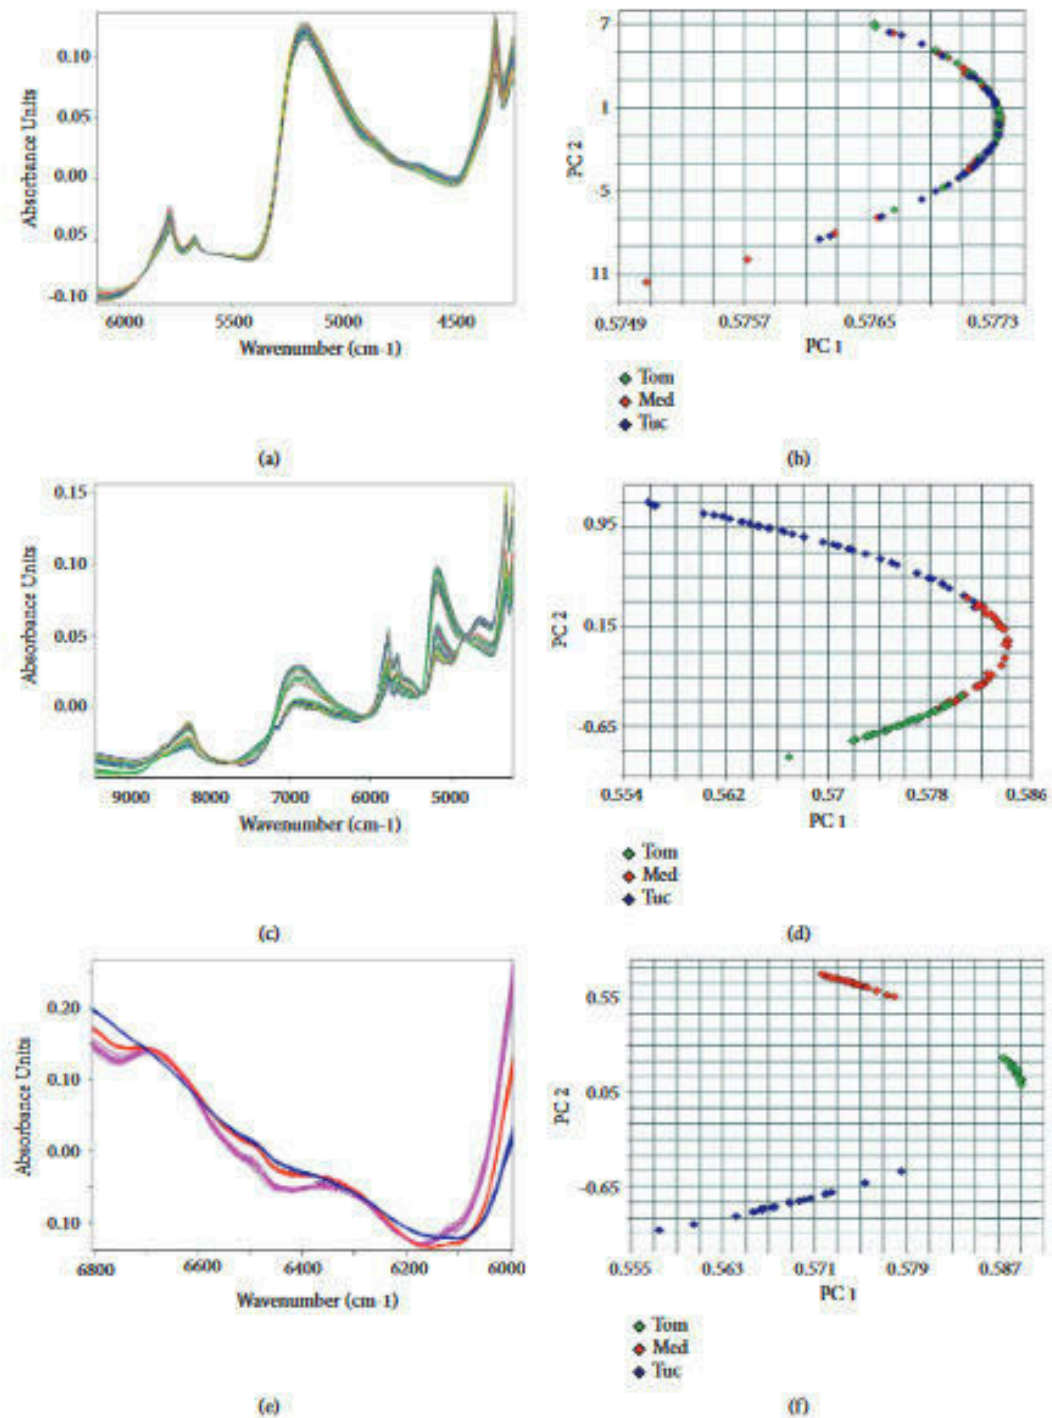 0.10
0.05
0.00
0.05
-0.10
Absorbance Units
6000 5500 5000 4500
Wavenumber (cm-1)
(a)
7
1
-5
11
PC 2
0.5749 0.5757 0.5765 0.5773
PC 1
Tom
Med
Tuc
(b)
0.15
0.10
0.05
0.00
Absorbance Units
9000 8000 7000 6000 5000
Wavenumber (cm-1)
(c)
0.95
0.15
-0.65
PC 2
0.554 0.562 0.57 0.578 0.586
PC 1
Tom
Med
Tuc
(d)
0.20
0.10
0.00
0.10
Absorbance Units
6800 6600 6400 6200 6000
Wavenumber (cm-1)
(e)
0.55
0.05
-0.65
PC 2
0.555 0.563 0.571 0.579 0.587
PC 1
Tom
Med
Tuc
(f)